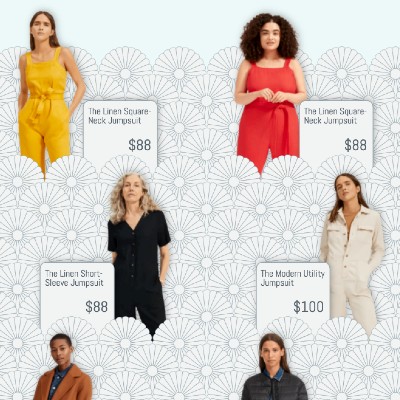 The Linen Square-
Neck Jumpsuit
$88
The Linen Square-
Neck Jumpsuit
$88
The Linen Short-
Sleeve Jumpsuit
$88
The Modern Utility
Jumpsuit
$100